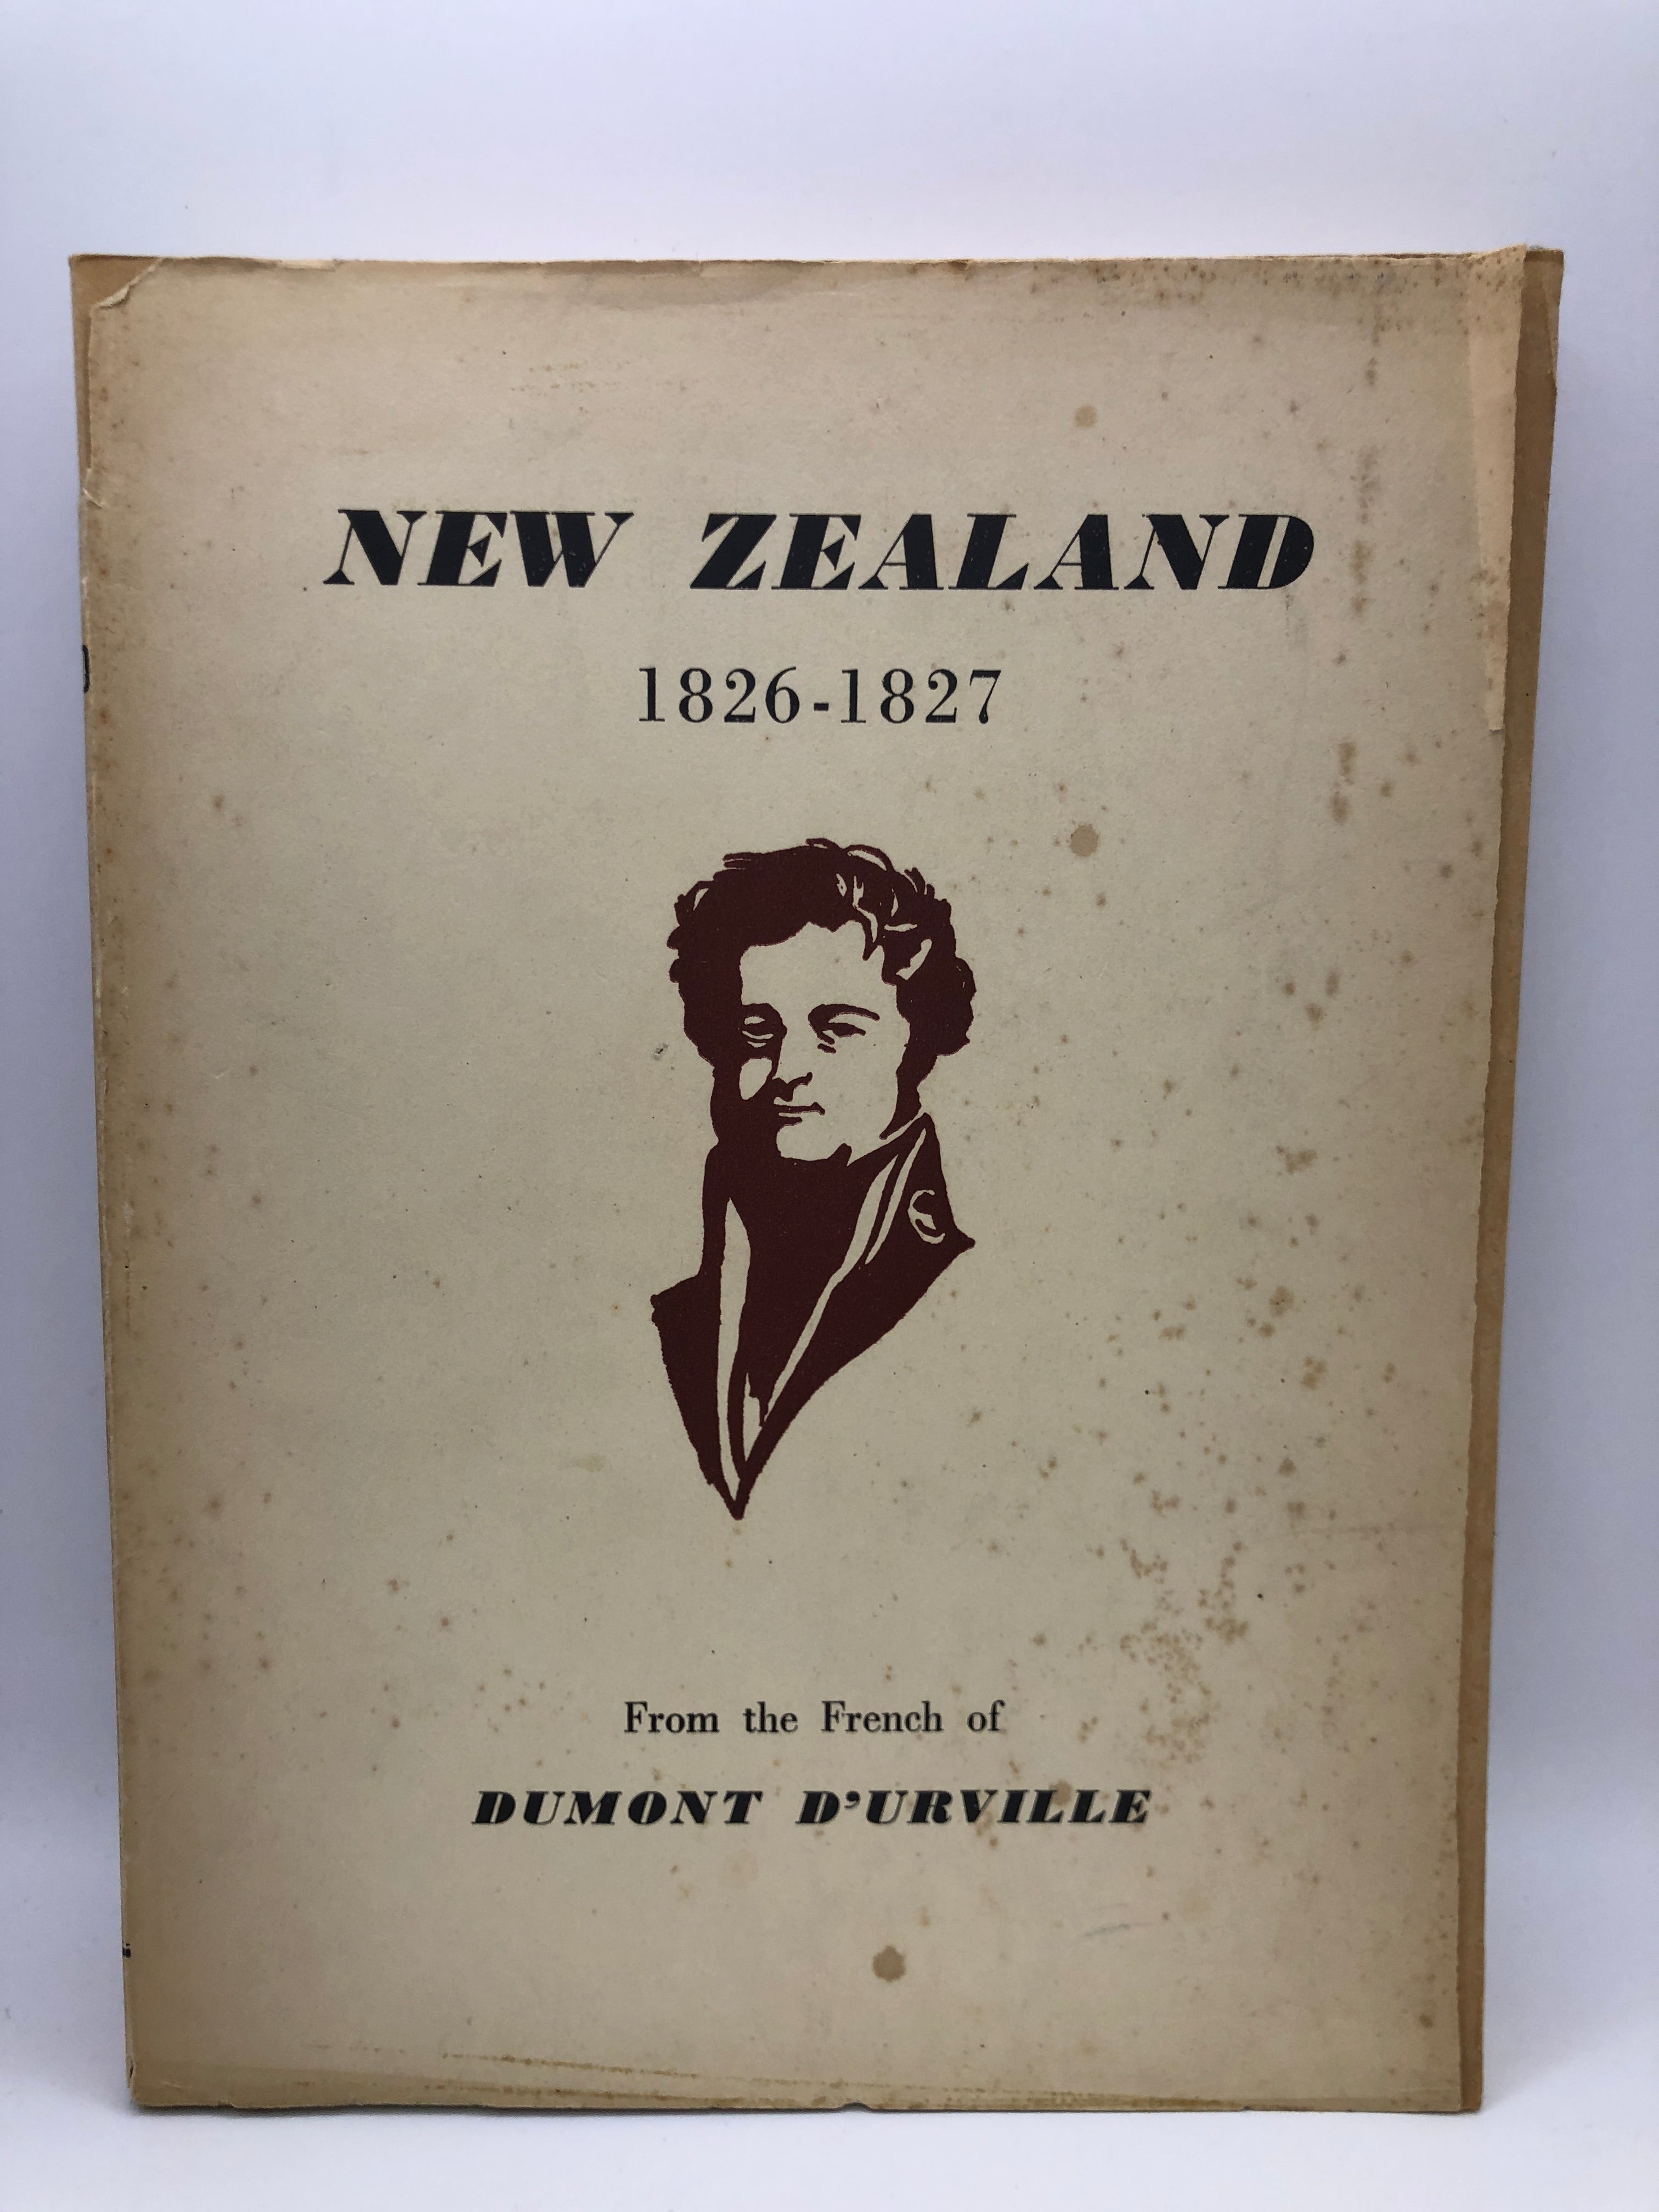 NEW ZEALAND
1826-1827
From the French of
DUMONT D'URVILLE